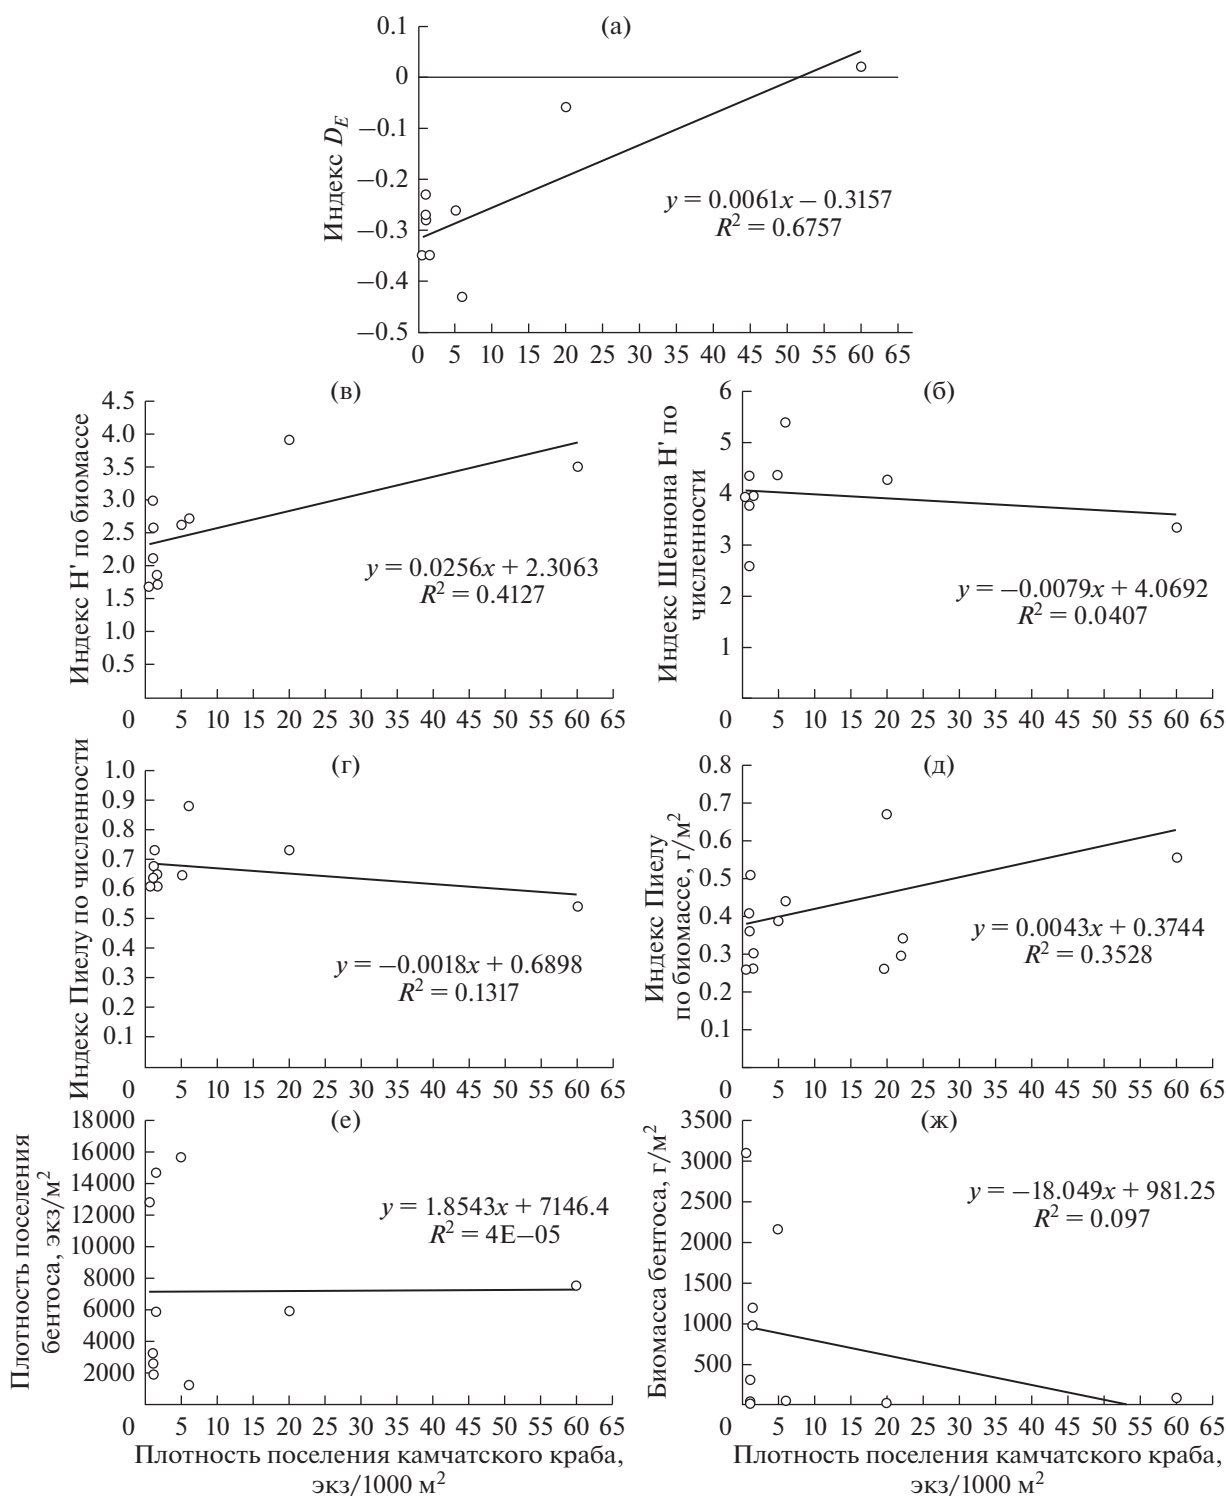 (а)
Индекс D_E
0.1
0
−0.1
−0.2
−0.3
−0.4
−0.5
y = 0.0061x − 0.3157
R² = 0.6757
0 5 10 15 20 25 30 35 40 45 50 55 60 65
(в)
Индекс H' по биомассе
4.5
4.0
3.5
3.0
2.5
2.0
1.5
1.0
0.5
y = 0.0256x + 2.3063
R² = 0.4127
0 5 10 15 20 25 30 35 40 45 50 55 60 65
(б)
Индекс Шеннона H' по
численности
6
5
4
3
2
1
y = −0.0079x + 4.0692
R² = 0.0407
0 5 10 15 20 25 30 35 40 45 50 55 60 65
(г)
Индекс Пиелу по численности
1.0
0.9
0.8
0.7
0.6
0.5
0.4
0.3
0.2
0.1
y = −0.0018x + 0.6898
R² = 0.1317
0 5 10 15 20 25 30 35 40 45 50 55 60 65
(д)
Индекс Пиелу
по биомассе, г/м²
0.8
0.7
0.6
0.5
0.4
0.3
0.2
0.1
y = 0.0043x + 0.3744
R² = 0.3528
0 5 10 15 20 25 30 35 40 45 50 55 60 65
(е)
Плотность поселения
бентоса, экз/м²
18000
16000
14000
12000
10000
8000
6000
4000
2000
y = 1.8543x + 7146.4
R² = 4E−05
0 5 10 15 20 25 30 35 40 45 50 55 60 65
Плотность поселения камчатского краба,
экз/1000 м²
(ж)
Биомасса бентоса, г/м²
3500
3000
2500
2000
1500
1000
500
y = −18.049x + 981.25
R² = 0.097
0 5 10 15 20 25 30 35 40 45 50 55 60 65
Плотность поселения камчатского краба,
экз/1000 м²